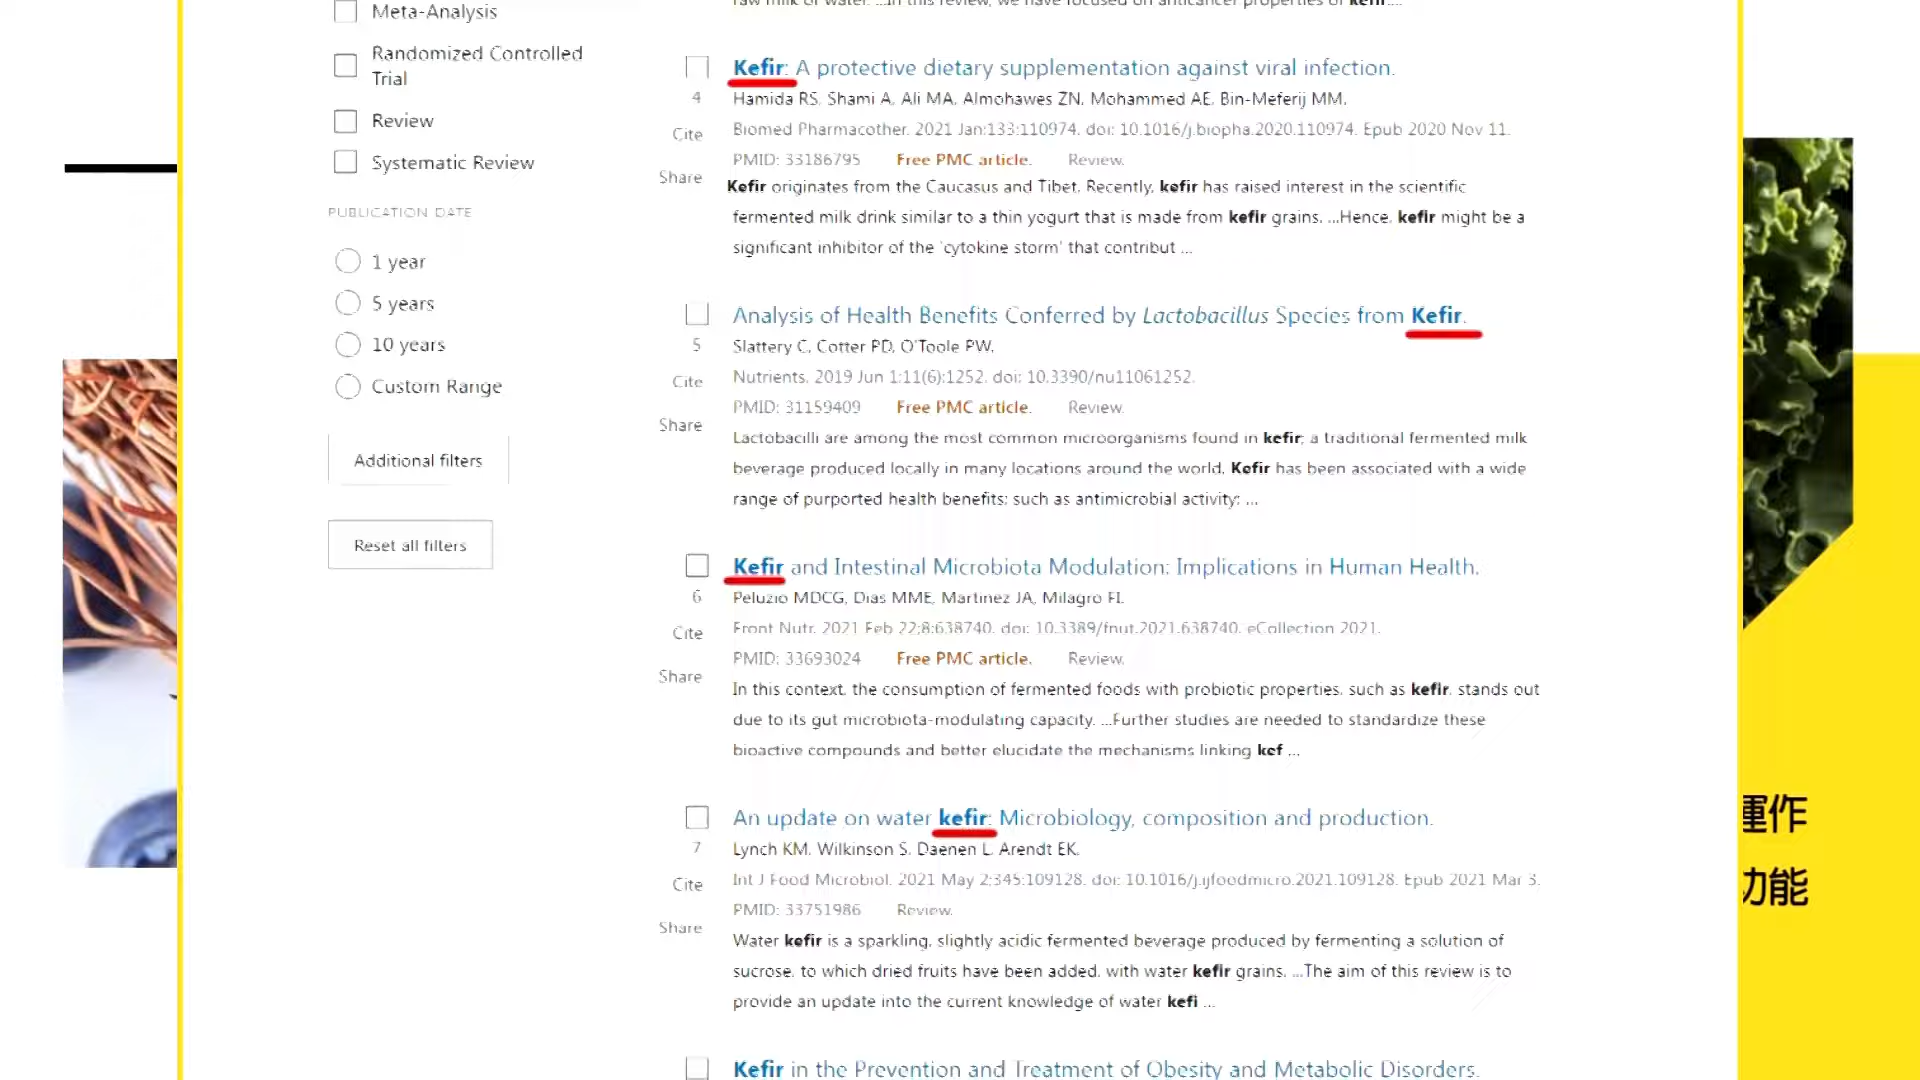 Meta-Analysis
Randomized Controlled
Trial
Review
Systematic Review
PUBLICATION DATE
1 year
5 years
10 years
Custom Range
Additional filters
Reset all filters
raw milk or water. ...In this review, we have focused on anticancer properties of kefir....
Kefir: A protective dietary supplementation against viral infection.
4
Hamida RS, Shami A, Ali MA, Almohawes ZN, Mohammed AE, Bin-Meferij MM.
Cite
Biomed Pharmacother. 2021 Jan;133:110974. doi: 10.1016/j.biopha.2020.110974. Epub 2020 Nov 11.
PMID: 33186795 Free PMC article. Review.
Share
Kefir originates from the Caucasus and Tibet. Recently, kefir has raised interest in the scientific
fermented milk drink similar to a thin yogurt that is made from kefir grains. ...Hence, kefir might be a
significant inhibitor of the 'cytokine storm' that contribut ...
Analysis of Health Benefits Conferred by Lactobacillus Species from Kefir.
5
Slattery C, Cotter PD, O'Toole PW.
Cite
Nutrients. 2019 Jun 1;11(6):1252. doi: 10.3390/nu11061252.
PMID: 31159409 Free PMC article. Review.
Share
Lactobacilli are among the most common microorganisms found in kefir; a traditional fermented milk
beverage produced locally in many locations around the world. Kefir has been associated with a wide
range of purported health benefits; such as antimicrobial activity; ...
Kefir and Intestinal Microbiota Modulation: Implications in Human Health.
6
Peluzio MDCG, Dias MME, Martinez JA, Milagro FI.
Cite
Front Nutr. 2021 Feb 22;8:638740. doi: 10.3389/fnut.2021.638740. eCollection 2021.
PMID: 33693024 Free PMC article. Review.
Share
In this context, the consumption of fermented foods with probiotic properties, such as kefir, stands out
due to its gut microbiota-modulating capacity. ...Further studies are needed to standardize these
bioactive compounds and better elucidate the mechanisms linking kef ...
An update on water kefir: Microbiology, composition and production.
7
Lynch KM, Wilkinson S, Daenen L, Arendt EK.
Cite
Int J Food Microbiol. 2021 May 2;345:109128. doi: 10.1016/j.ijfoodmicro.2021.109128. Epub 2021 Mar 3.
PMID: 33751986 Review.
Share
Water kefir is a sparkling, slightly acidic fermented beverage produced by fermenting a solution of
sucrose, to which dried fruits have been added, with water kefir grains. ...The aim of this review is to
provide an update into the current knowledge of water kefi ...
Kefir in the Prevention and Treatment of Obesity and Metabolic Disorders.
運作
功能